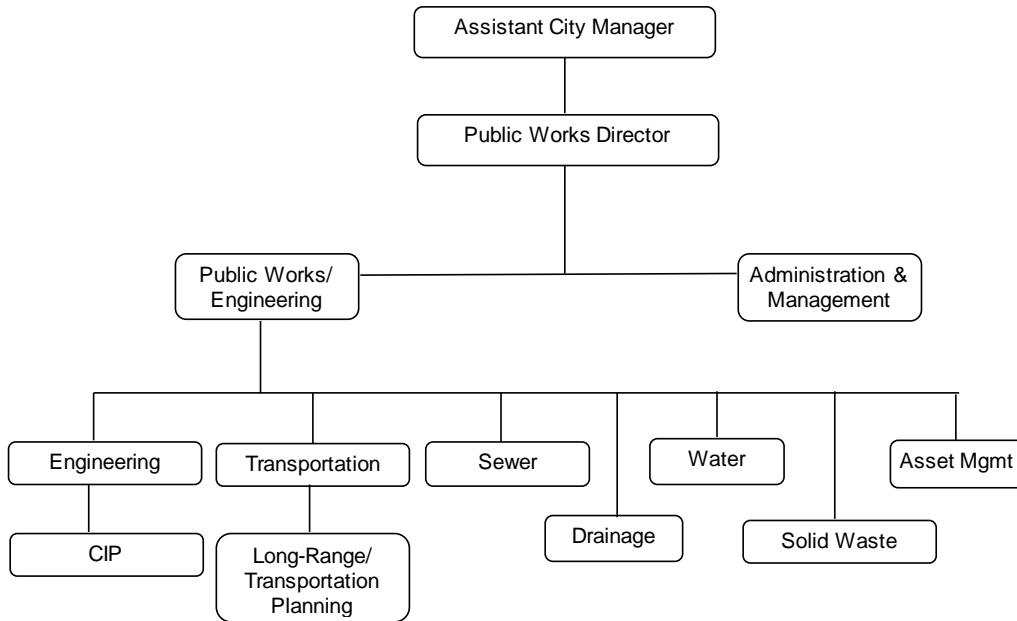 Assistant City Manager
Public Works Director
Public Works/
Engineering
Administration &
Management
Engineering
Transportation
Sewer
Water
Asset Mgmt
CIP
Long-Range/
Transportation
Planning
Drainage
Solid Waste